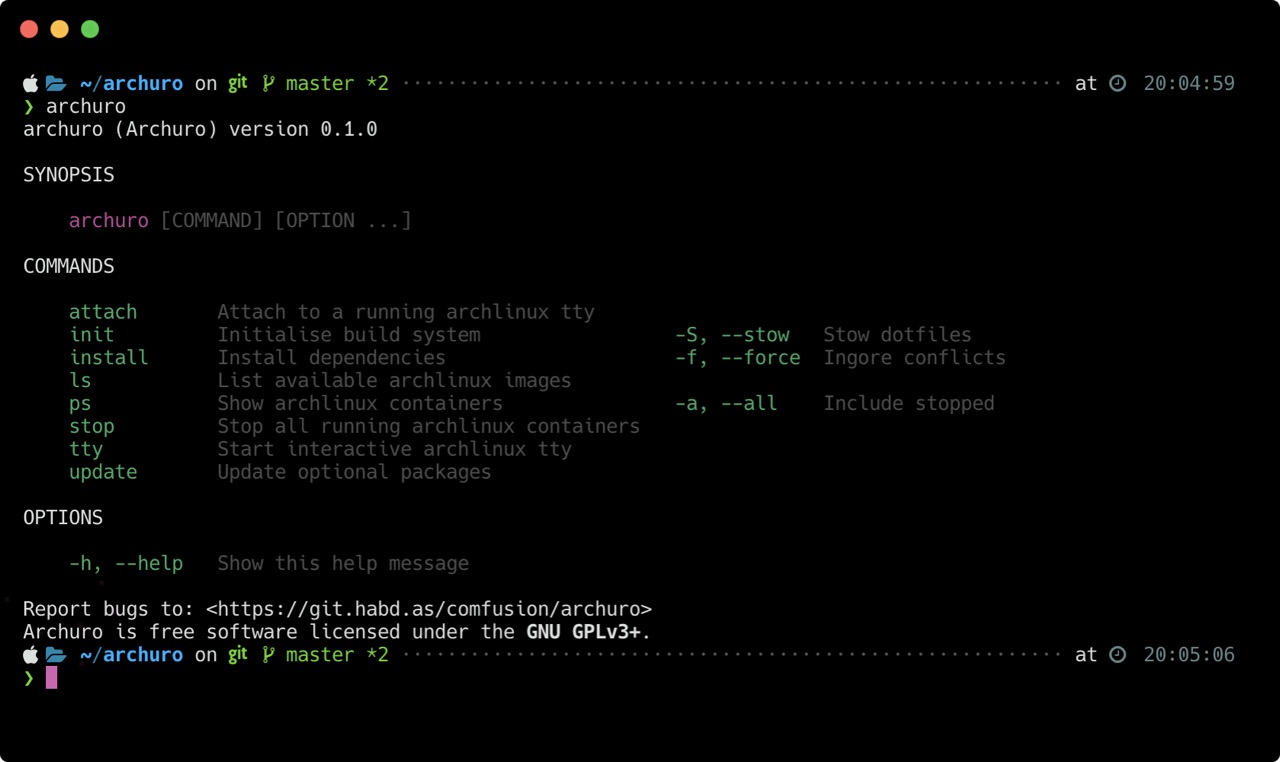 ~/archuro on git master *2 at 20:04:59
❯ archuro
archuro (Archuro) version 0.1.0
SYNOPSIS
archuro [COMMAND] [OPTION ...]
COMMANDS
attach Attach to a running archlinux tty
init Initialise build system -S, --stow Stow dotfiles
install Install dependencies -f, --force Ingore conflicts
ls List available archlinux images
ps Show archlinux containers -a, --all Include stopped
stop Stop all running archlinux containers
tty Start interactive archlinux tty
update Update optional packages
OPTIONS
-h, --help Show this help message
Report bugs to: <https://git.habd.as/comfusion/archuro>
Archuro is free software licensed under the GNU GPLv3+.
~/archuro on git master *2 at 20:05:06
❯